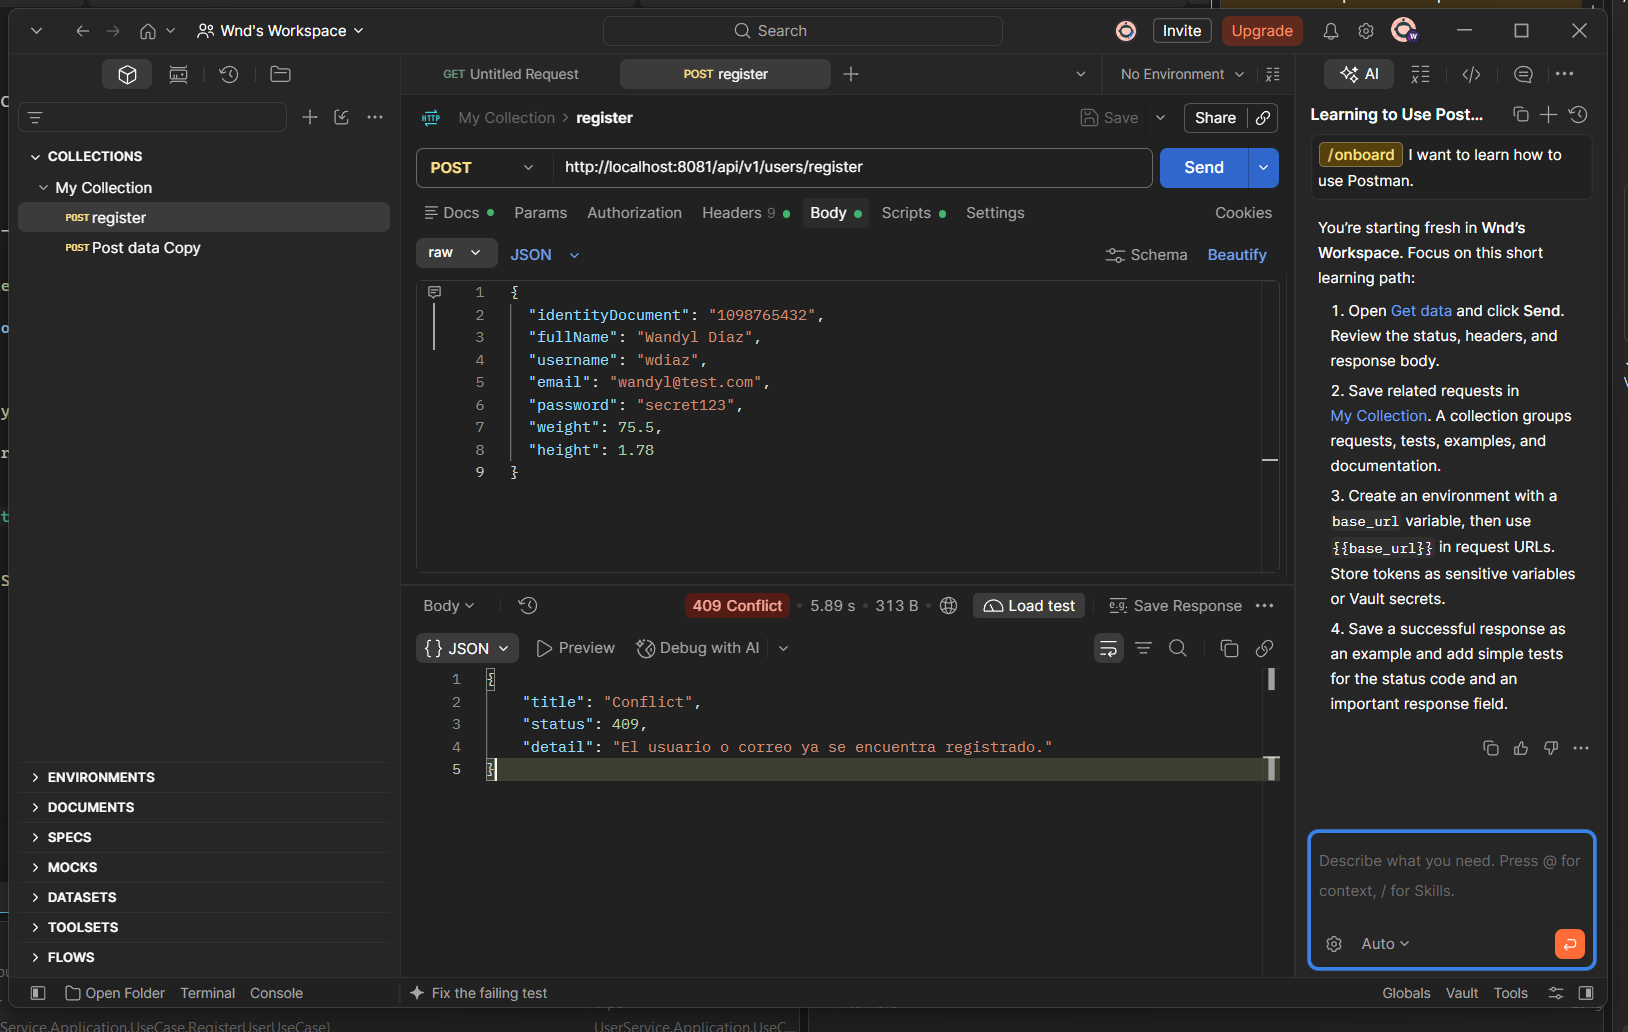 Wnd's Workspace
Search
Invite
Upgrade
GET Untitled Request
POST register
No Environment
AI
My Collection > register
Save
Share
Learning to Use Post...
COLLECTIONS
My Collection
POST register
POST Post data Copy
POST
http://localhost:8081/api/v1/users/register
Send
Docs
Params
Authorization
Headers 9
Body
Scripts
Settings
Cookies
raw
JSON
Schema
Beautify
1 {
2 "identityDocument": "1098765432",
3 "fullName": "Wandyl Diaz",
4 "username": "wdiaz",
5 "email": "wandyl@test.com",
6 "password": "secret123",
7 "weight": 75.5,
8 "height": 1.78
9 }
Body
409 Conflict
5.89 s
313 B
Load test
e.g. Save Response
{} JSON
Preview
Debug with AI
1 {
2 "title": "Conflict",
3 "status": 409,
4 "detail": "El usuario o correo ya se encuentra registrado."
5 }
/onboard I want to learn how to
use Postman.
You're starting fresh in Wnd's
Workspace. Focus on this short
learning path:
1. Open Get data and click Send.
Review the status, headers, and
response body.
2. Save related requests in
My Collection. A collection groups
requests, tests, examples, and
documentation.
3. Create an environment with a
base_url variable, then use
{{base_url}} in request URLs.
Store tokens as sensitive variables
or Vault secrets.
4. Save a successful response as
an example and add simple tests
for the status code and an
important response field.
Describe what you need. Press @ for
context, / for Skills.
Auto
ENVIRONMENTS
DOCUMENTS
SPECS
MOCKS
DATASETS
TOOLSETS
FLOWS
Open Folder
Terminal
Console
Fix the failing test
Globals
Vault
Tools
Service.Application.UseCase.RegisterUserUseCase)
UserService.Application.UseC...